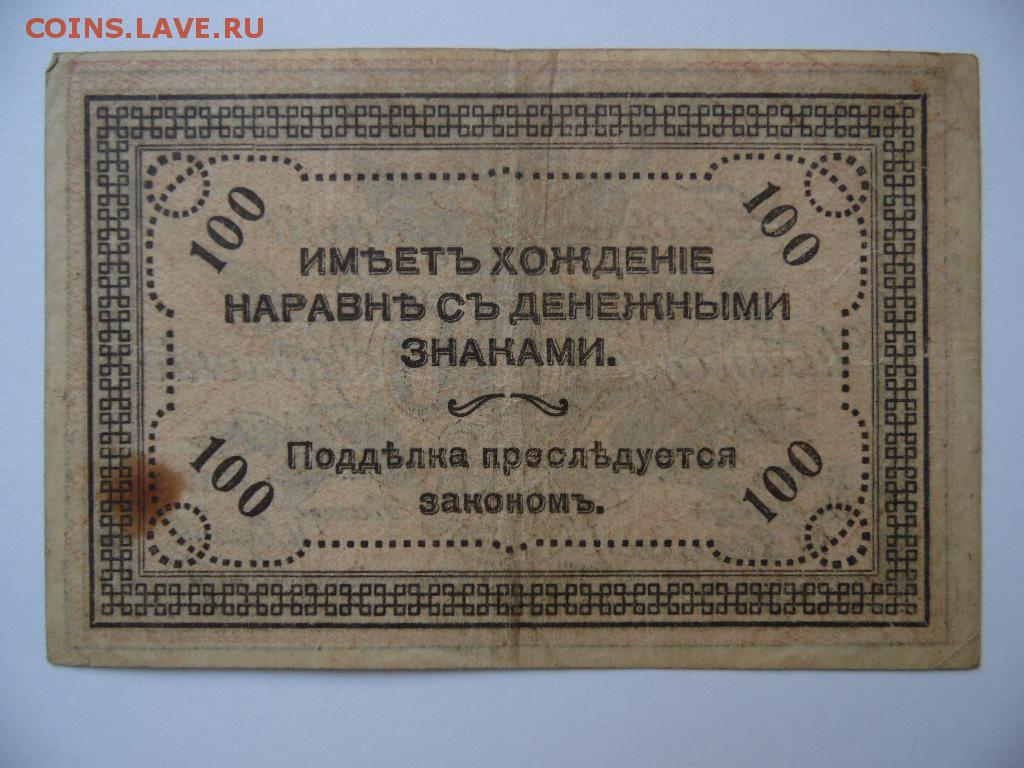 COINS.LAVE.RU
100 100
ИМѢЕТЪ ХОЖДЕНІЕ
НАРАВНѢ СЪ ДЕНЕЖНЫМИ
ЗНАКАМИ.
Поддѣлка преслѣдуется
закономъ.
100 100